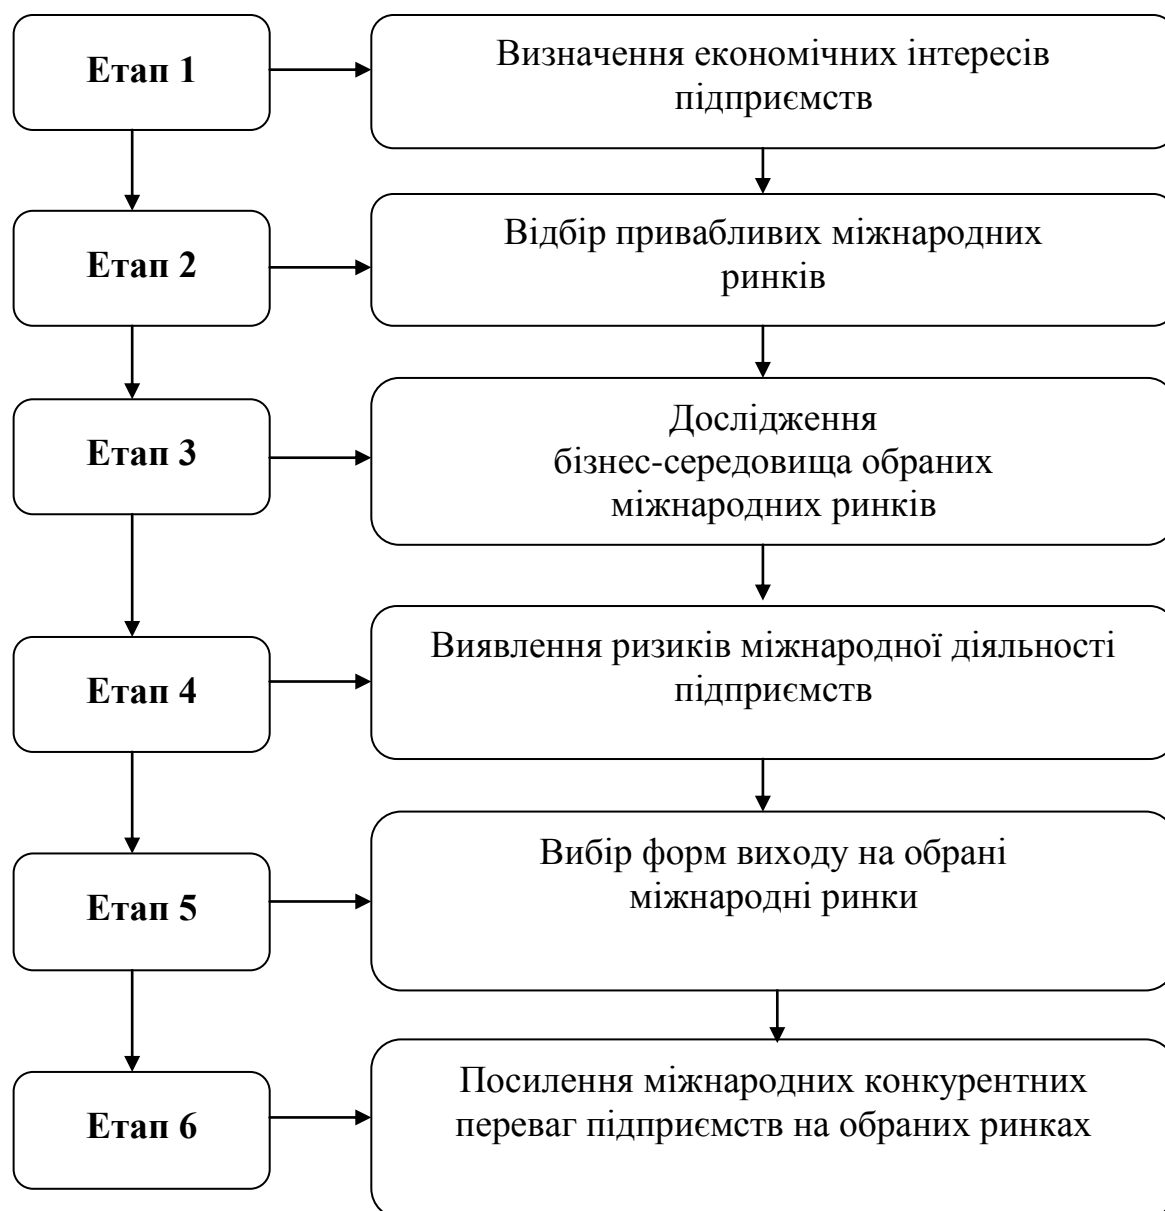 Етап 1
Визначення економічних інтересів
підприємств
Етап 2
Відбір привабливих міжнародних
ринків
Етап 3
Дослідження
бізнес-середовища обраних
міжнародних ринків
Етап 4
Виявлення ризиків міжнародної діяльності
підприємств
Етап 5
Вибір форм виходу на обрані
міжнародні ринки
Етап 6
Посилення міжнародних конкурентних
переваг підприємств на обраних ринках